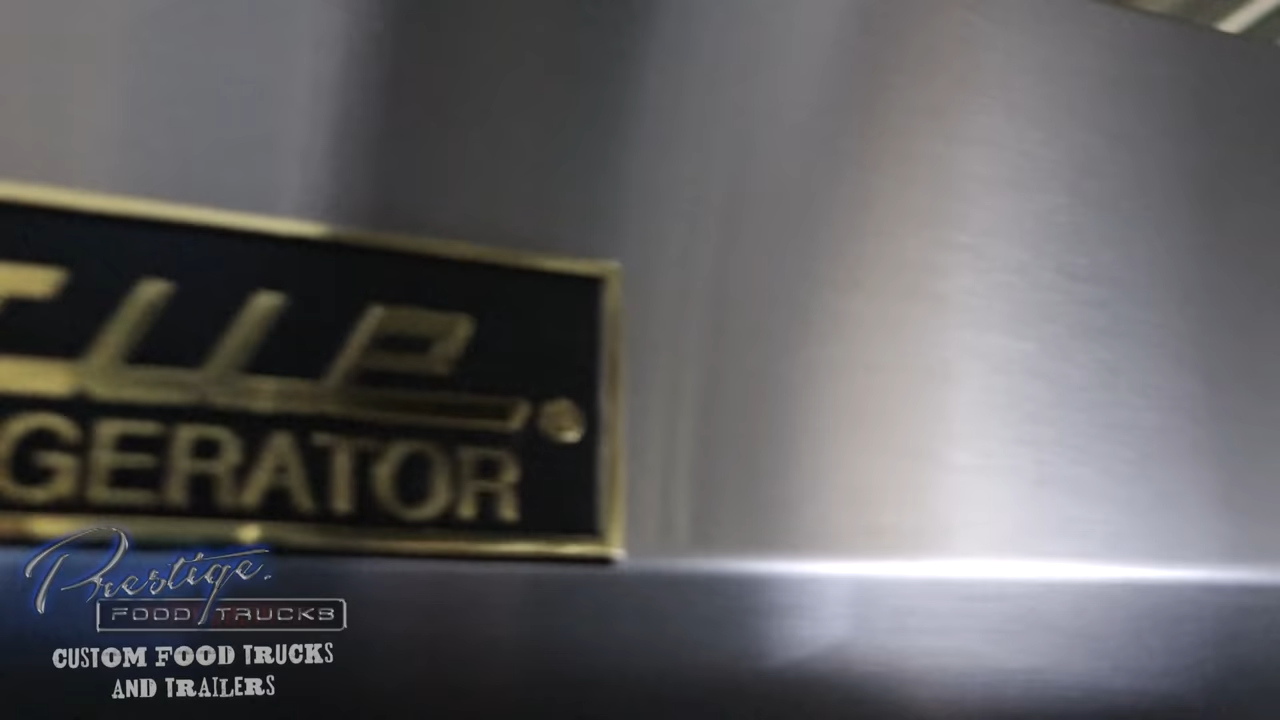 GERATOR
Prestige
FOOD TRUCKS
CUSTOM FOOD TRUCKS
AND TRAILERS